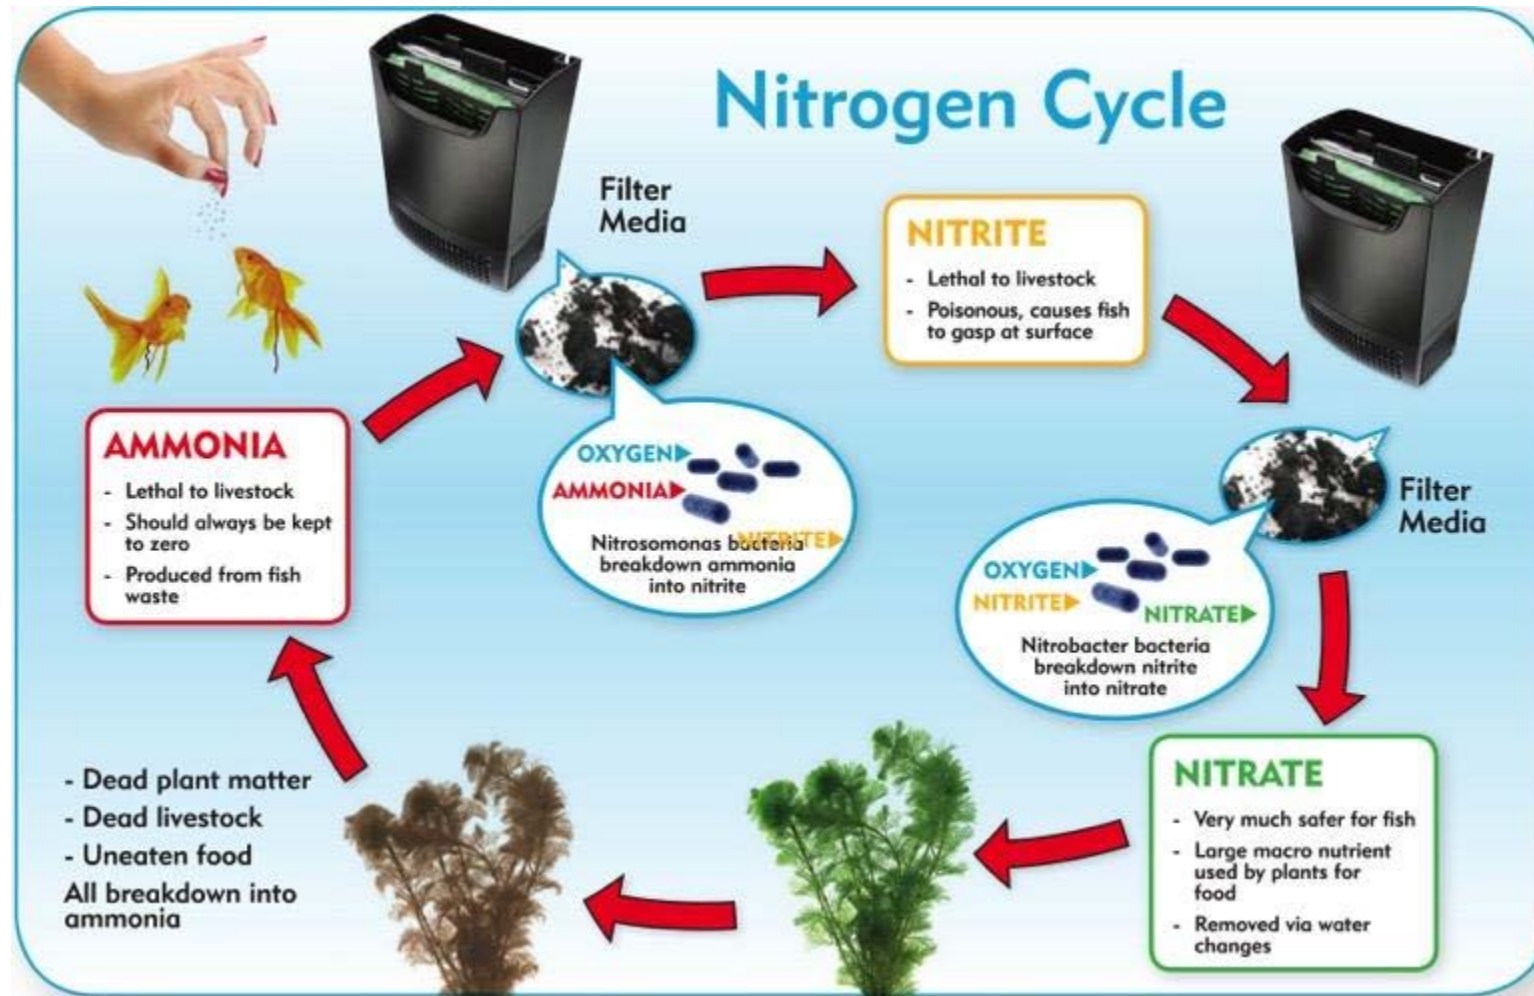 Nitrogen Cycle
Filter
Media
NITRITE
- Lethal to livestock
- Poisonous, causes fish
to gasp at surface
AMMONIA
- Lethal to livestock
- Should always be kept
to zero
- Produced from fish
waste
OXYGEN
AMMONIA
NITRITE
Nitrosomonas bacteria
breakdown ammonia
into nitrite
Filter
Media
OXYGEN
NITRITE
NITRATE
Nitrobacter bacteria
breakdown nitrite
into nitrate
NITRATE
- Very much safer for fish
- Large macro nutrient
used by plants for
food
- Removed via water
changes
- Dead plant matter
- Dead livestock
- Uneaten food
All breakdown into
ammonia